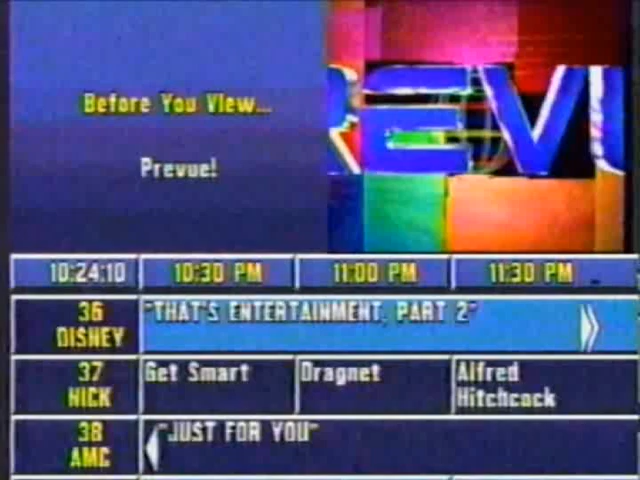 Before You View...
REVU
Prevue!
10:24:10 10:30 PM 11:00 PM 11:30 PM
36 "THAT'S ENTERTAINMENT, PART 2"
DISNEY
37 Get Smart Dragnet Alfred
NICK Hitchcock
38 "JUST FOR YOU"
AMC